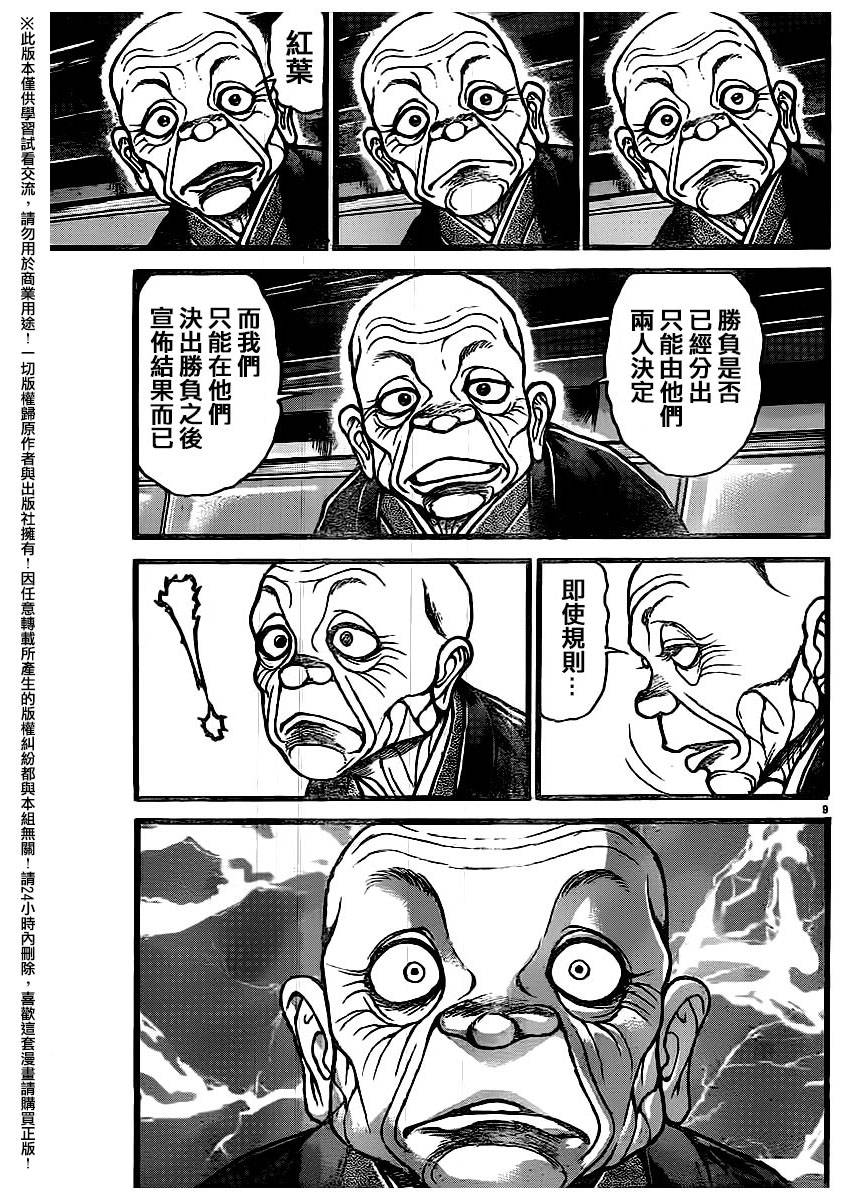 紅葉
勝負是否
已經分出
只能由他們
兩人決定
而我們
只能在他們
決出勝負之後
宣佈結果而已
即使規則…
9
※此版本僅供學習試看交流，請勿用於商業用途！一切版權歸原作者與出版社擁有！因任意轉載所產生的版權糾紛都與本組無關！請24小時內刪除，喜歡這套漫畫請購買正版！